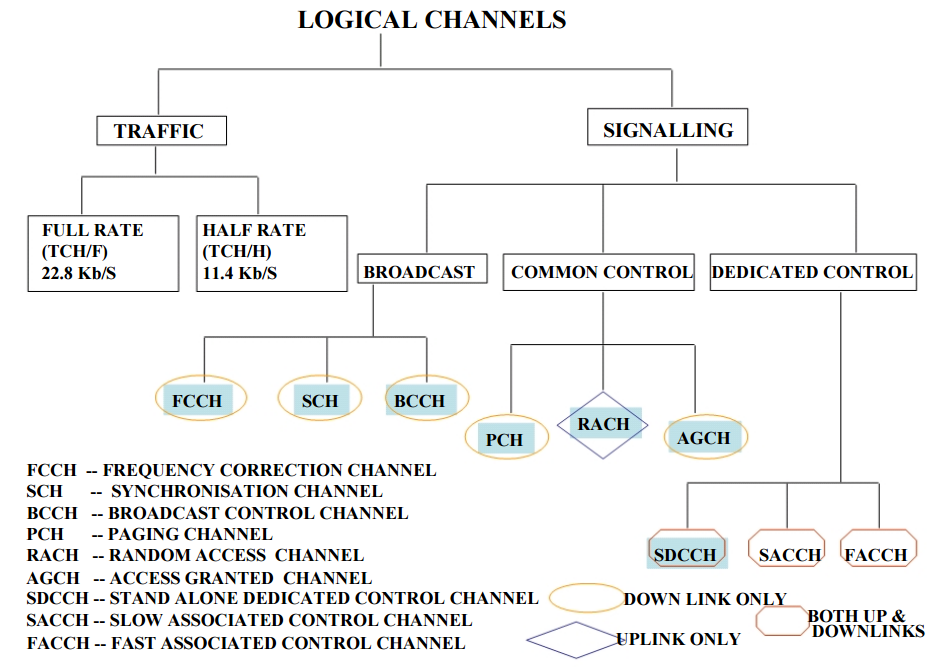 LOGICAL CHANNELS
TRAFFIC
SIGNALLING
FULL RATE
(TCH/F)
22.8 Kb/S
HALF RATE
(TCH/H)
11.4 Kb/S
BROADCAST
COMMON CONTROL
DEDICATED CONTROL
FCCH
SCH
BCCH
PCH
RACH
AGCH
SDCCH
SACCH
FACCH
FCCH -- FREQUENCY CORRECTION CHANNEL
SCH -- SYNCHRONISATION CHANNEL
BCCH -- BROADCAST CONTROL CHANNEL
PCH -- PAGING CHANNEL
RACH -- RANDOM ACCESS CHANNEL
AGCH -- ACCESS GRANTED CHANNEL
SDCCH -- STAND ALONE DEDICATED CONTROL CHANNEL
SACCH -- SLOW ASSOCIATED CONTROL CHANNEL
FACCH -- FAST ASSOCIATED CONTROL CHANNEL
DOWN LINK ONLY
UPLINK ONLY
BOTH UP &
DOWNLINKS